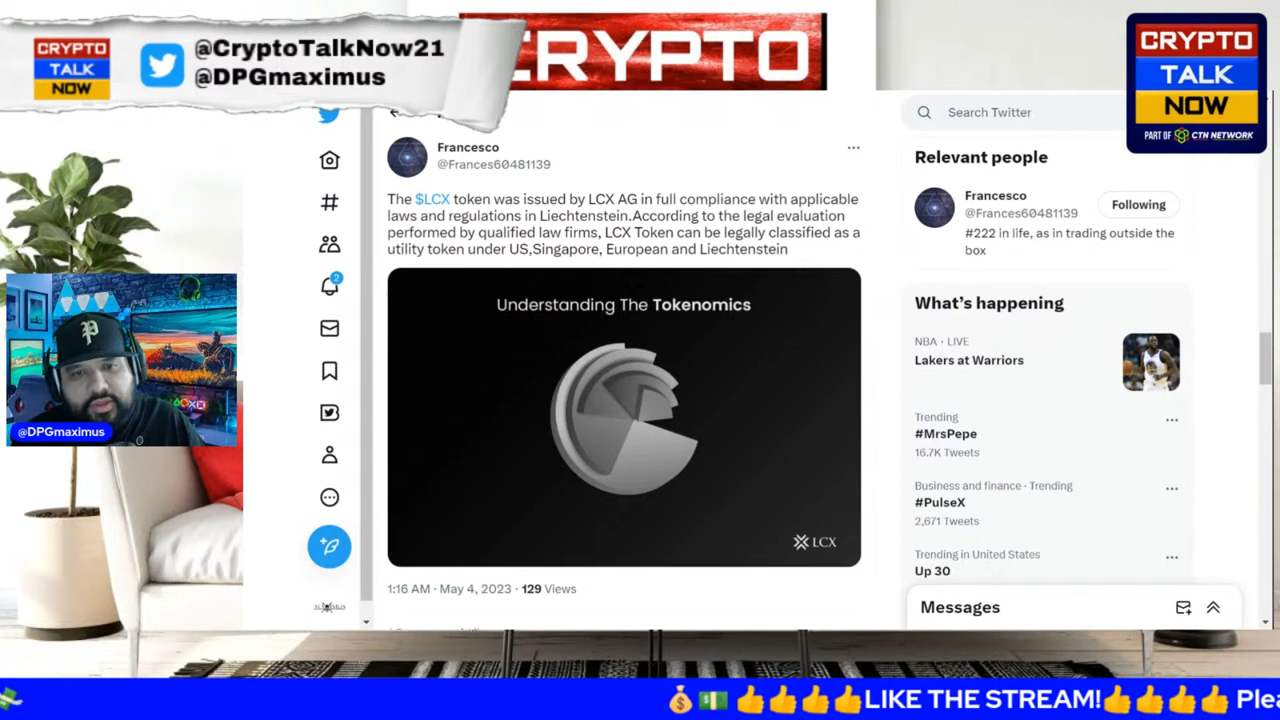 CRYPTO
TALK
NOW
@CryptoTalkNow21
@DPGmaximus
CRYPTO
CRYPTO
TALK
NOW
PART OF CTN NETWORK
Francesco
@Frances60481139
The $LCX token was issued by LCX AG in full compliance with applicable
laws and regulations in Liechtenstein.According to the legal evaluation
performed by qualified law firms, LCX Token can be legally classified as a
utility token under US,Singapore, European and Liechtenstein
Understanding The Tokenomics
LCX
1:16 AM · May 4, 2023 · 129 Views
2
Search Twitter
Relevant people
Francesco
@Frances60481139
Following
#222 in life, as in trading outside the
box
What's happening
NBA · LIVE
Lakers at Warriors
Trending
#MrsPepe
16.7K Tweets
Business and finance · Trending
#PulseX
2,671 Tweets
Trending in United States
Up 30
Messages
P
@DPGmaximus
💰💵👍👍👍👍LIKE THE STREAM!👍👍👍👍 Plea